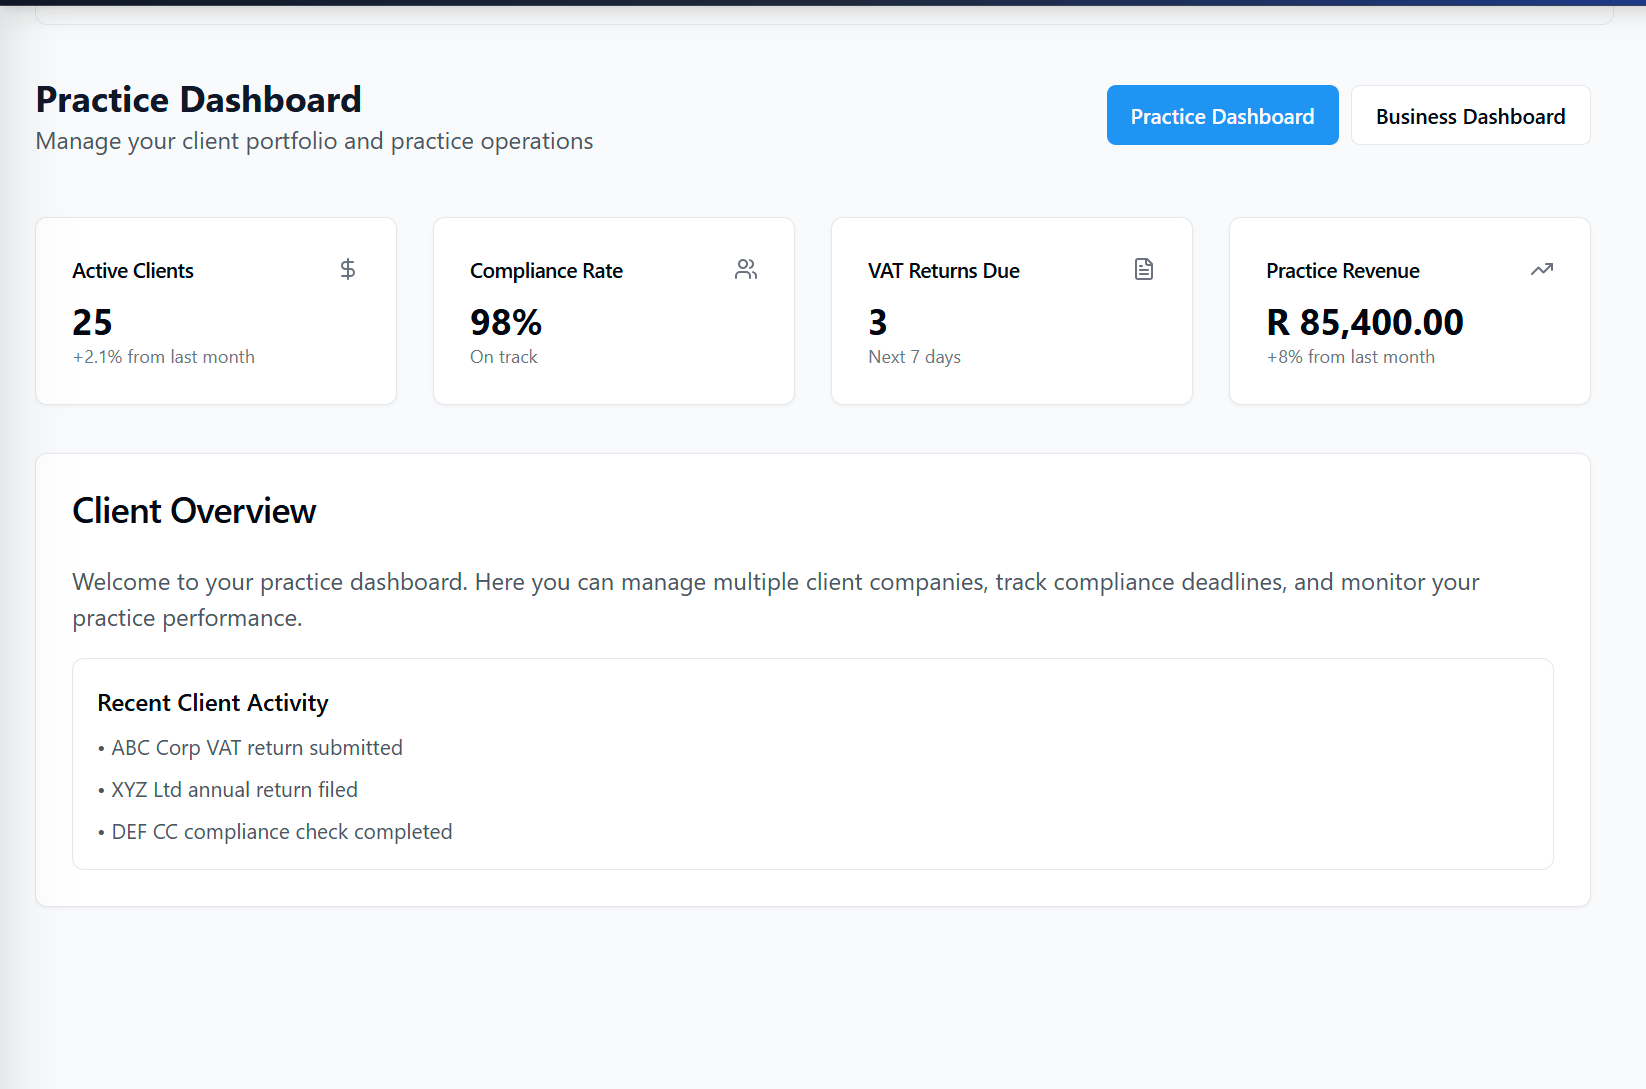 Practice Dashboard
Manage your client portfolio and practice operations
Practice Dashboard
Business Dashboard
Active Clients
25
+2.1% from last month
Compliance Rate
98%
On track
VAT Returns Due
3
Next 7 days
Practice Revenue
R 85,400.00
+8% from last month
Client Overview
Welcome to your practice dashboard. Here you can manage multiple client companies, track compliance deadlines, and monitor your
practice performance.
Recent Client Activity
• ABC Corp VAT return submitted
• XYZ Ltd annual return filed
• DEF CC compliance check completed